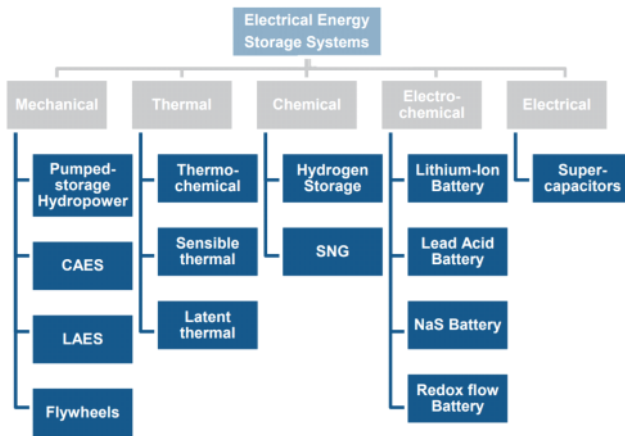 Electrical Energy
Storage Systems
Mechanical
Thermal
Chemical
Electro-
chemical
Electrical
Pumped-
storage
Hydropower
CAES
LAES
Flywheels
Thermo-
chemical
Sensible
thermal
Latent
thermal
Hydrogen
Storage
SNG
Lithium-Ion
Battery
Lead Acid
Battery
NaS Battery
Redox flow
Battery
Super-
capacitors